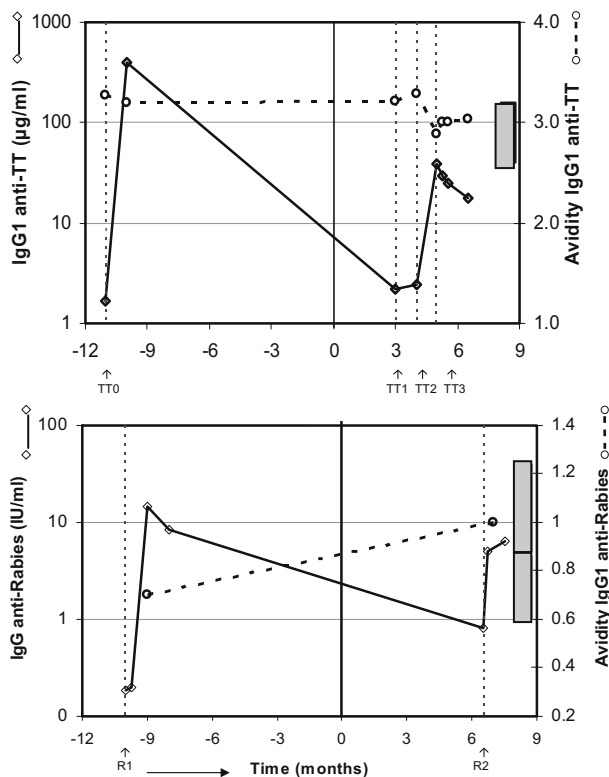 1000
100
10
1
IgG1 anti-TT (µg/ml)
4.0
3.0
2.0
1.0
Avidity IgG1 anti-TT
-12 -9 -6 -3 0 3 6 9
TT0 TT1 TT2 TT3
100
10
1
0
IgG anti-Rabies (IU/ml)
1.4
1.2
1
0.8
0.6
0.4
0.2
Avidity IgG1 anti-Rabies
-12 -9 -6 -3 0 3 6 9
R1 Time (months) R2